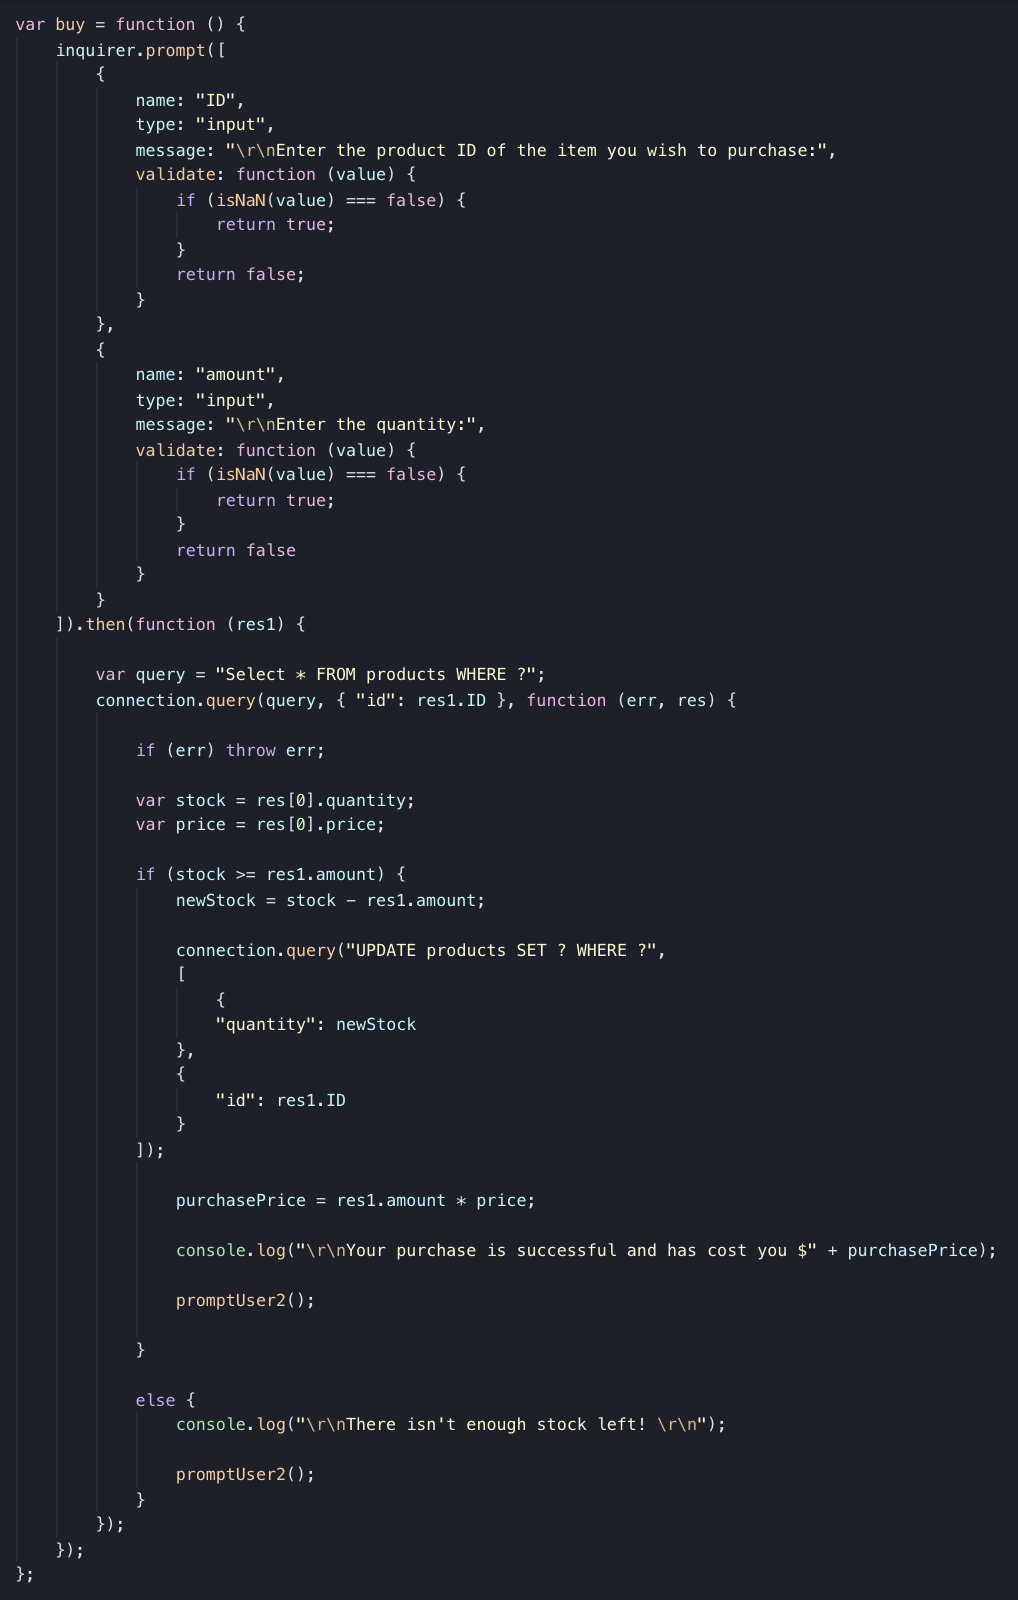 var buy = function () {
    inquirer.prompt([
        {
            name: "ID",
            type: "input",
            message: "\r\nEnter the product ID of the item you wish to purchase:",
            validate: function (value) {
                if (isNaN(value) === false) {
                    return true;
                }
                return false;
            }
        },
        {
            name: "amount",
            type: "input",
            message: "\r\nEnter the quantity:",
            validate: function (value) {
                if (isNaN(value) === false) {
                    return true;
                }
                return false
            }
        }
    ]).then(function (res1) {

        var query = "Select * FROM products WHERE ?";
        connection.query(query, { "id": res1.ID }, function (err, res) {

            if (err) throw err;

            var stock = res[0].quantity;
            var price = res[0].price;

            if (stock >= res1.amount) {
                newStock = stock - res1.amount;

                connection.query("UPDATE products SET ? WHERE ?",
                [
                    {
                    "quantity": newStock
                },
                {
                    "id": res1.ID
                }
            ]);

                purchasePrice = res1.amount * price;

                console.log("\r\nYour purchase is successful and has cost you $" + purchasePrice);

                promptUser2();

            }

            else {
                console.log("\r\nThere isn't enough stock left! \r\n");

                promptUser2();
            }
        });
    });
};